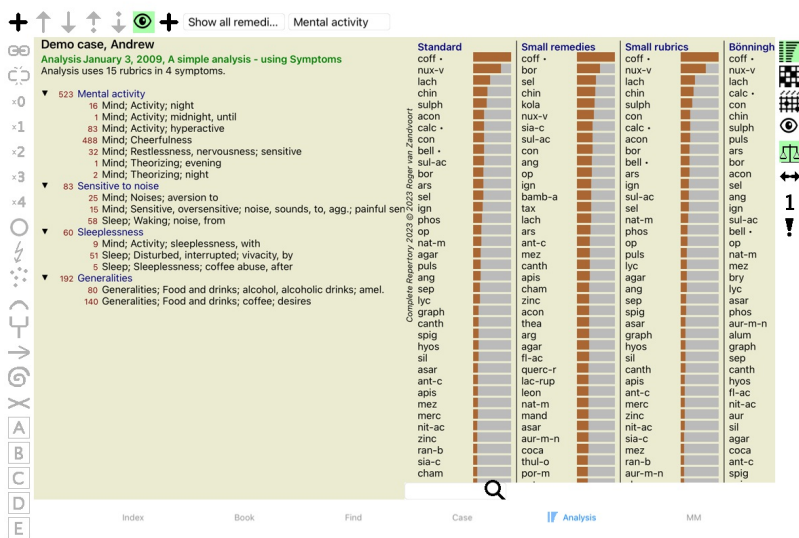 Show all remedi...
Mental activity
Demo case, Andrew
Analysis January 3, 2009, A simple analysis - using Symptoms
Analysis uses 15 rubrics in 4 symptoms.
▼ 523 Mental activity
16 Mind; Activity; night
1 Mind; Activity; midnight, until
83 Mind; Activity; hyperactive
488 Mind; Cheerfulness
32 Mind; Restlessness, nervousness; sensitive
1 Mind; Theorizing; evening
2 Mind; Theorizing; night
▼ 83 Sensitive to noise
25 Mind; Noises; aversion to
15 Mind; Sensitive, oversensitive; noise, sounds, to, agg.; painful sen
58 Sleep; Waking; noise, from
▼ 60 Sleeplessness
9 Mind; Activity; sleeplessness, with
51 Sleep; Disturbed, interrupted; vivacity, by
5 Sleep; Sleeplessness; coffee abuse, after
▼ 192 Generalities
80 Generalities; Food and drinks; alcohol, alcoholic drinks; amel.
140 Generalities; Food and drinks; coffee; desires
Complete Repertory 2023 © 2023 Roger van Zandvoort
Standard
coff •
nux-v
lach
chin
sulph
acon
calc •
con
bell •
sul-ac
bor
ars
sel
ign
phos
op
nat-m
agar
puls
ang
sep
lyc
graph
canth
spig
hyos
sil
asar
ant-c
apis
mez
merc
nit-ac
zinc
ran-b
sia-c
cham
Small remedies
coff •
bor
sel
chin
kola
nux-v
sia-c
sul-ac
con
ang
op
ign
bamb-a
tax
lach
ars
ant-c
mez
canth
apis
cham
zinc
acon
thea
arg
agar
fl-ac
querc-r
lac-rup
leon
nat-m
mand
asar
aur-m-n
coca
thul-o
por-m
Small rubrics
coff •
nux-v
lach
chin
sulph
con
calc •
acon
bor
bell •
ars
ign
sul-ac
sel
nat-m
phos
op
puls
lyc
agar
ang
sep
spig
asar
graph
sil
canth
apis
ant-c
merc
zinc
nit-ac
sia-c
mez
ran-b
aur-m-n
Bönningh
coff •
nux-v
lach
calc •
con
chin
sulph
puls
ars
bor
acon
sel
ang
ign
sul-ac
bell •
op
nat-m
mez
bry
lyc
asar
phos
aur-m-n
alum
graph
sep
canth
hyos
fl-ac
nit-ac
aur
sil
agar
coca
ant-c
spig
x0
x1
x2
x3
x4
A
B
C
D
E
1
Index
Book
Find
Case
Analysis
MM